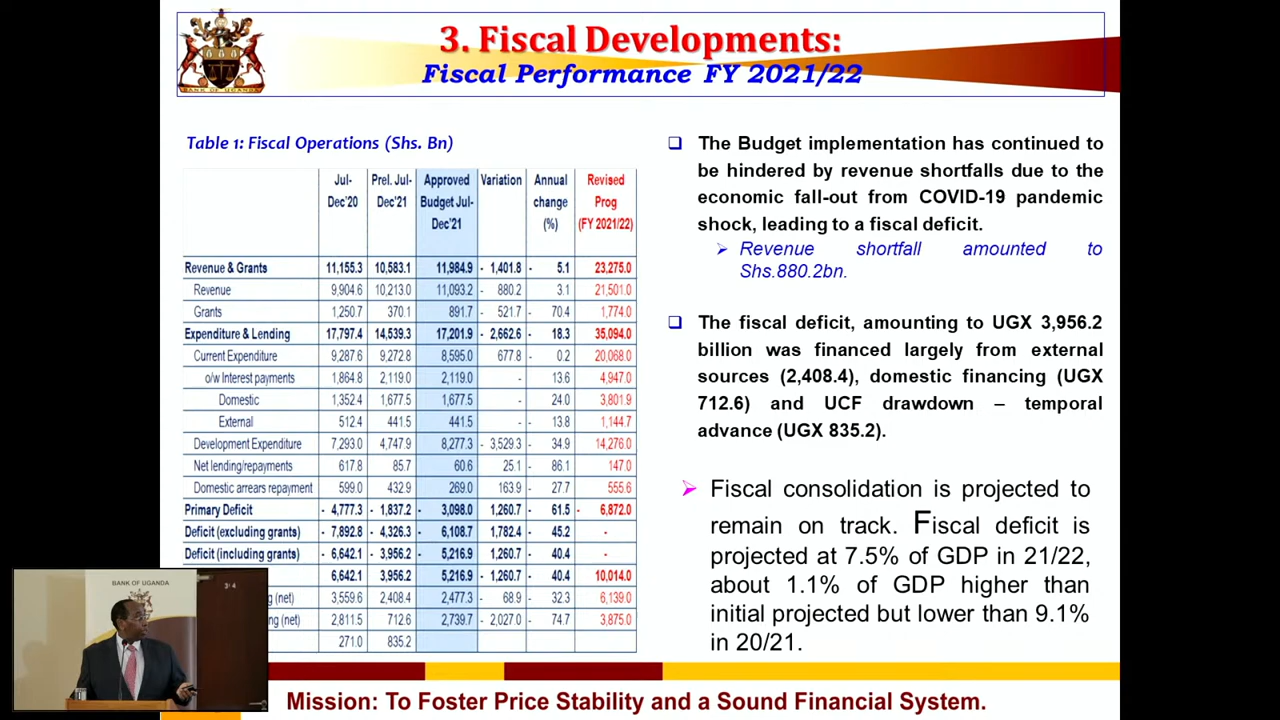 3. Fiscal Developments:
Fiscal Performance FY 2021/22
BANK OF UGANDA
Table 1: Fiscal Operations (Shs. Bn)
Jul-Dec'20 Prel. Jul-Dec'21 Approved Budget Jul-Dec'21 Variation Annual change (%) Revised Prog (FY 2021/22)
Revenue & Grants 11,155.3 10,583.1 11,984.9 - 1,401.8 - 5.1 23,275.0
Revenue 9,904.6 10,213.0 11,093.2 - 880.2 3.1 21,501.0
Grants 1,250.7 370.1 891.7 - 521.7 - 70.4 1,774.0
Expenditure & Lending 17,797.4 14,539.3 17,201.9 - 2,662.6 - 18.3 35,094.0
Current Expenditure 9,287.6 9,272.8 8,595.0 677.8 - 0.2 20,068.0
o/w Interest payments 1,864.8 2,119.0 2,119.0 - 13.6 4,947.0
Domestic 1,352.4 1,677.5 1,677.5 - 24.0 3,801.9
External 512.4 441.5 441.5 - - 13.8 1,144.7
Development Expenditure 7,293.0 4,747.9 8,277.3 - 3,529.3 - 34.9 14,276.0
Net lending/repayments 617.8 85.7 60.6 25.1 - 86.1 147.0
Domestic arrears repayment 599.0 432.9 269.0 163.9 - 27.7 555.6
Primary Deficit - 4,777.3 - 1,837.2 - 3,098.0 1,260.7 - 61.5 - 6,872.0
Deficit (excluding grants) - 7,892.8 - 4,326.3 - 6,108.7 1,782.4 - 45.2 -
Deficit (including grants) - 6,642.1 - 3,956.2 - 5,216.9 1,260.7 - 40.4 -
6,642.1 3,956.2 5,216.9 - 1,260.7 - 40.4 10,014.0
g (net) 3,559.6 2,408.4 2,477.3 - 68.9 - 32.3 6,139.0
ng (net) 2,811.5 712.6 2,739.7 - 2,027.0 - 74.7 3,875.0
271.0 835.2
The Budget implementation has continued to
be hindered by revenue shortfalls due to the
economic fall-out from COVID-19 pandemic
shock, leading to a fiscal deficit.
Revenue shortfall amounted to
Shs.880.2bn.
The fiscal deficit, amounting to UGX 3,956.2
billion was financed largely from external
sources (2,408.4), domestic financing (UGX
712.6) and UCF drawdown – temporal
advance (UGX 835.2).
Fiscal consolidation is projected to
remain on track. Fiscal deficit is
projected at 7.5% of GDP in 21/22,
about 1.1% of GDP higher than
initial projected but lower than 9.1%
in 20/21.
BANK OF UGANDA
Mission: To Foster Price Stability and a Sound Financial System.